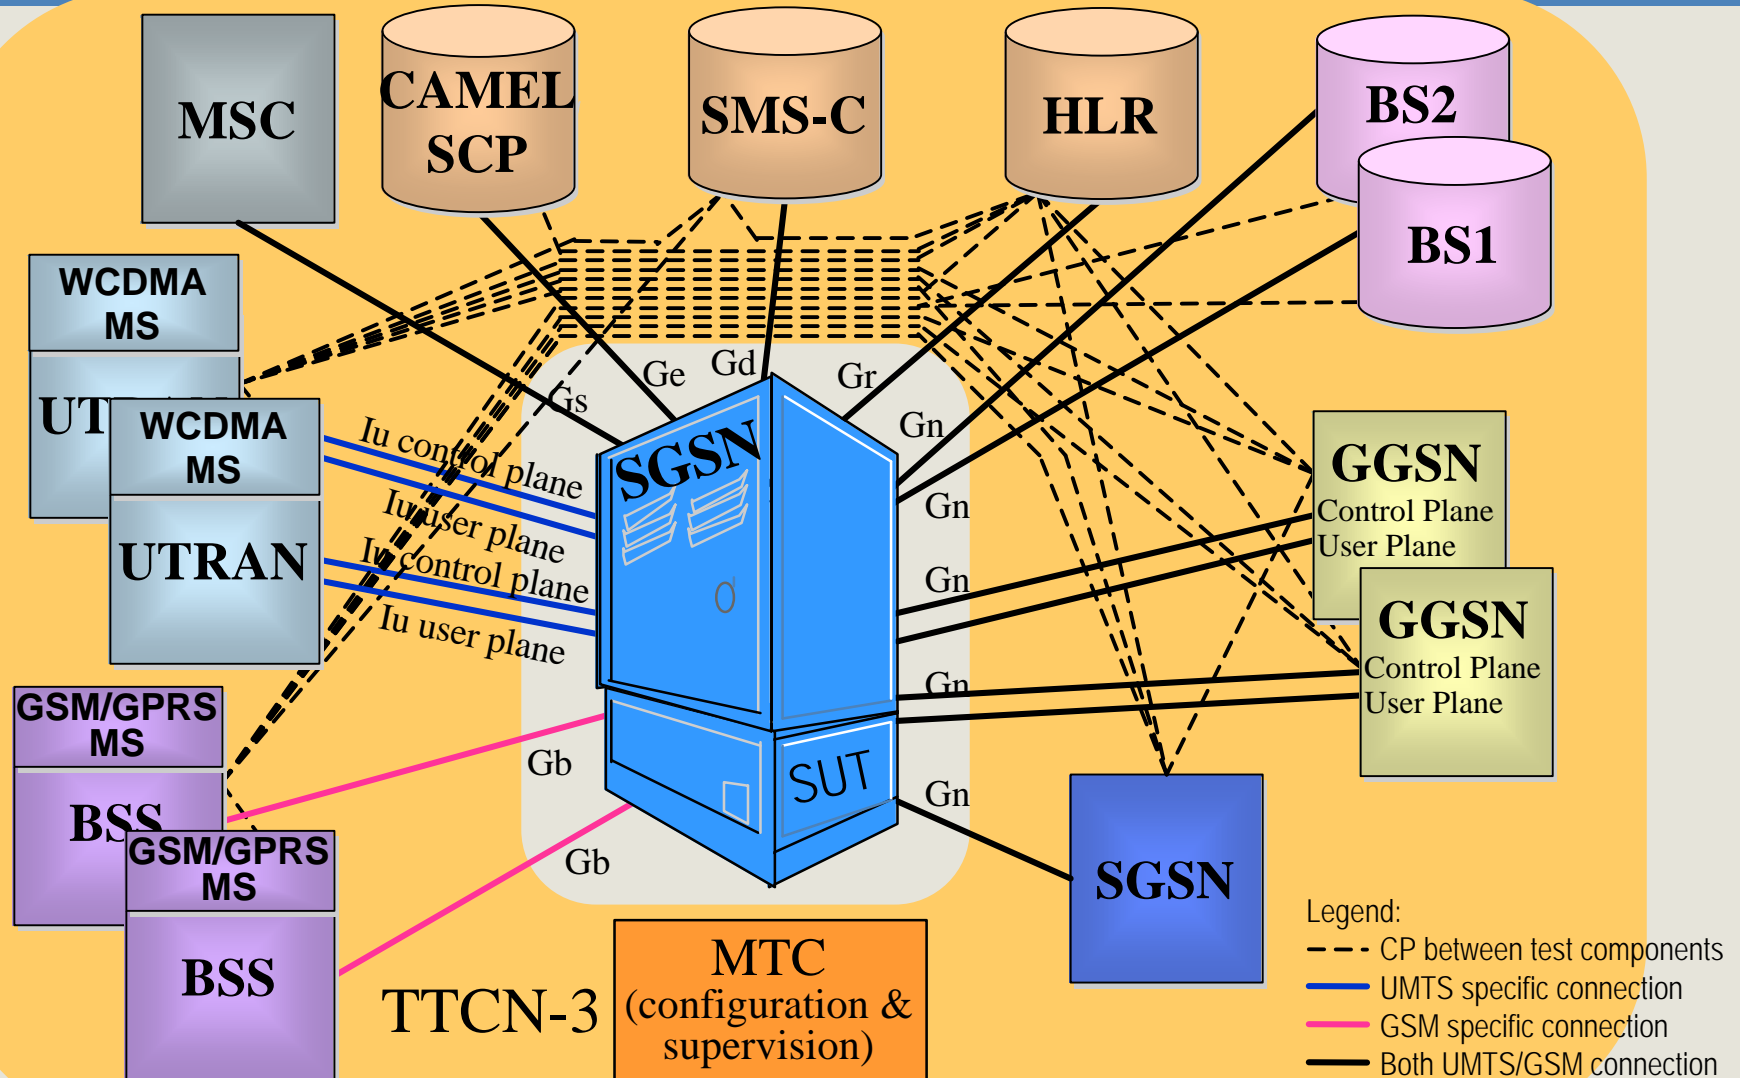 MSC
CAMEL
SCP
SMS-C
HLR
BS2
BS1
WCDMA
MS
WCDMA
MS
UTRAN
GSM/GPRS
MS
BSS
GSM/GPRS
MS
BSS
Gs
Ge
Gd
Gr
Gn
Gn
Gn
Gn
Gn
Iu control plane
Iu user plane
Iu control plane
Iu user plane
Gb
Gb
SGSN
SUT
GGSN
Control Plane
User Plane
GGSN
Control Plane
User Plane
SGSN
TTCN-3
MTC
(configuration &
supervision)
Legend:
CP between test components
UMTS specific connection
GSM specific connection
Both UMTS/GSM connection